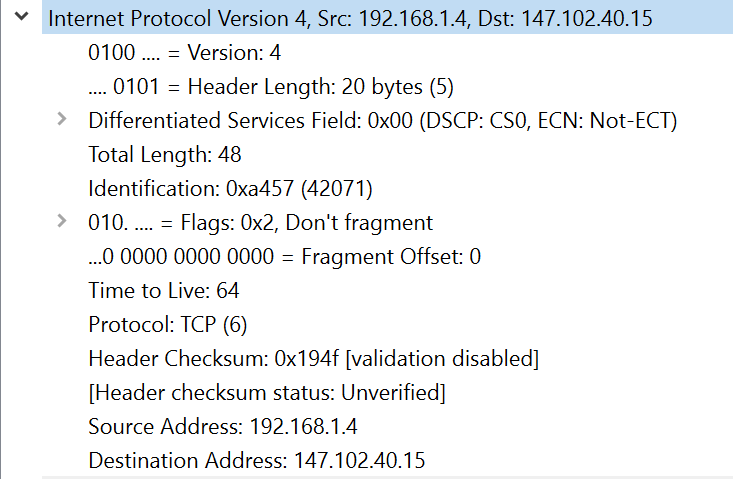 Internet Protocol Version 4, Src: 192.168.1.4, Dst: 147.102.40.15
0100 .... = Version: 4
.... 0101 = Header Length: 20 bytes (5)
Differentiated Services Field: 0x00 (DSCP: CS0, ECN: Not-ECT)
Total Length: 48
Identification: 0xa457 (42071)
010. .... = Flags: 0x2, Don't fragment
...0 0000 0000 0000 = Fragment Offset: 0
Time to Live: 64
Protocol: TCP (6)
Header Checksum: 0x194f [validation disabled]
[Header checksum status: Unverified]
Source Address: 192.168.1.4
Destination Address: 147.102.40.15